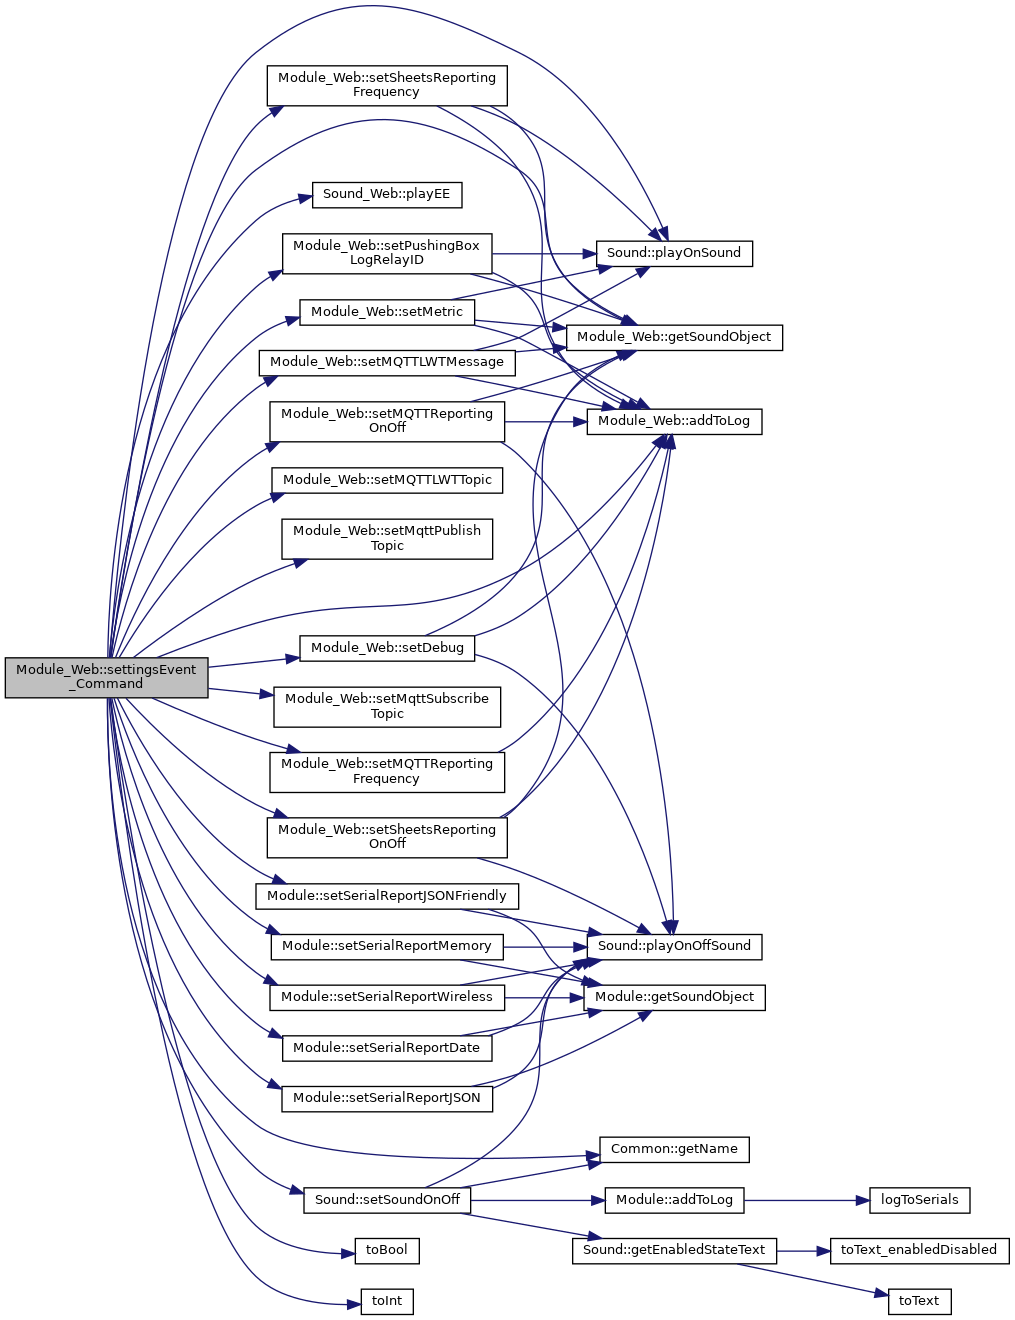 Module_Web::setSheetsReporting
Frequency
Sound_Web::playEE
Module_Web::setPushingBox
LogRelayID
Sound::playOnSound
Module_Web::setMetric
Module_Web::getSoundObject
Module_Web::setMQTTLWTMessage
Module_Web::setMQTTReporting
OnOff
Module_Web::addToLog
Module_Web::setMQTTLWTTopic
Module_Web::setMqttPublish
Topic
Module_Web::setDebug
Module_Web::settingsEvent
_Command
Module_Web::setMqttSubscribe
Topic
Module_Web::setMQTTReporting
Frequency
Module_Web::setSheetsReporting
OnOff
Module::setSerialReportJSONFriendly
Module::setSerialReportMemory
Sound::playOnOffSound
Module::setSerialReportWireless
Module::getSoundObject
Module::setSerialReportDate
Module::setSerialReportJSON
Common::getName
Sound::setSoundOnOff
Module::addToLog
logToSerials
toBool
Sound::getEnabledStateText
toText_enabledDisabled
toInt
toText